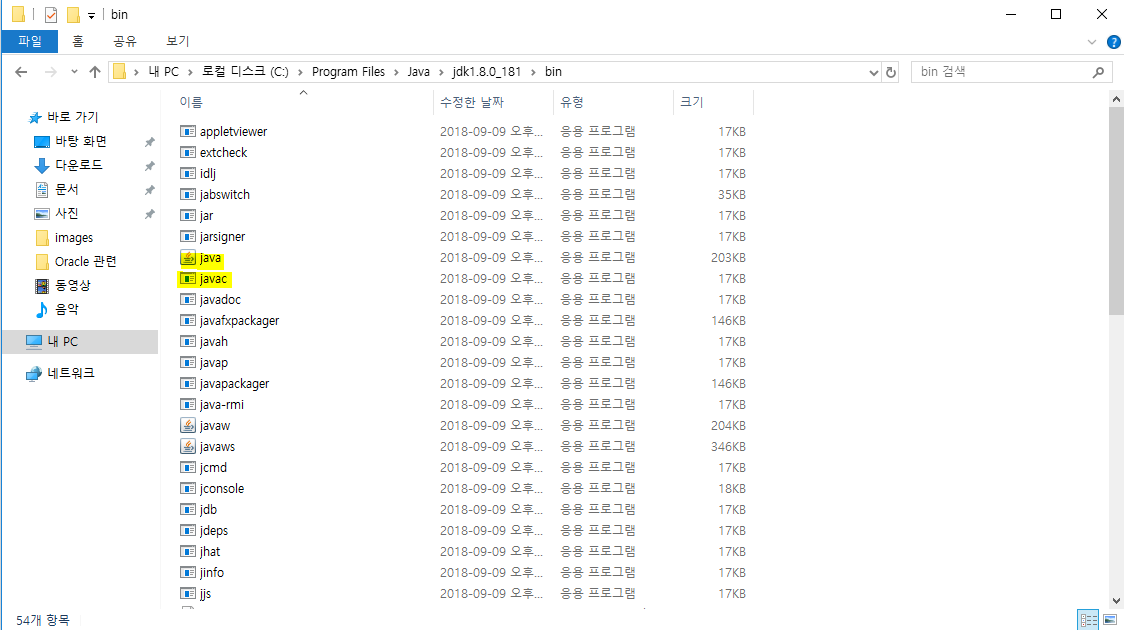 bin
파일 홈 공유 보기
내 PC 로컬 디스크 (C:) Program Files Java jdk1.8.0_181 bin
bin 검색
바로 가기
바탕 화면
다운로드
문서
사진
images
Oracle 관련
동영상
음악
내 PC
네트워크
이름 수정한 날짜 유형 크기
appletviewer 2018-09-09 오후... 응용 프로그램 17KB
extcheck 2018-09-09 오후... 응용 프로그램 17KB
idlj 2018-09-09 오후... 응용 프로그램 17KB
jabswitch 2018-09-09 오후... 응용 프로그램 35KB
jar 2018-09-09 오후... 응용 프로그램 17KB
jarsigner 2018-09-09 오후... 응용 프로그램 17KB
java 2018-09-09 오후... 응용 프로그램 203KB
javac 2018-09-09 오후... 응용 프로그램 17KB
javadoc 2018-09-09 오후... 응용 프로그램 17KB
javafxpackager 2018-09-09 오후... 응용 프로그램 146KB
javah 2018-09-09 오후... 응용 프로그램 17KB
javap 2018-09-09 오후... 응용 프로그램 17KB
javapackager 2018-09-09 오후... 응용 프로그램 146KB
java-rmi 2018-09-09 오후... 응용 프로그램 17KB
javaw 2018-09-09 오후... 응용 프로그램 204KB
javaws 2018-09-09 오후... 응용 프로그램 346KB
jcmd 2018-09-09 오후... 응용 프로그램 17KB
jconsole 2018-09-09 오후... 응용 프로그램 18KB
jdb 2018-09-09 오후... 응용 프로그램 17KB
jdeps 2018-09-09 오후... 응용 프로그램 17KB
jhat 2018-09-09 오후... 응용 프로그램 17KB
jinfo 2018-09-09 오후... 응용 프로그램 17KB
jjs 2018-09-09 오후... 응용 프로그램 17KB
54개 항목